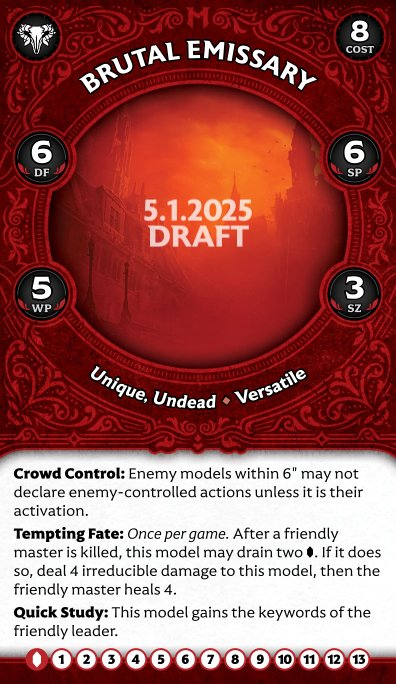 8
COST
BRUTAL EMISSARY
6
DF
6
SP
5.1.2025
DRAFT
5
WP
3
SZ
Unique, Undead • Versatile
Crowd Control: Enemy models within 6" may not
declare enemy-controlled actions unless it is their
activation.
Tempting Fate: Once per game. After a friendly
master is killed, this model may drain two . If it does
so, deal 4 irreducible damage to this model, then the
friendly master heals 4.
Quick Study: This model gains the keywords of the
friendly leader.
1 2 3 4 5 6 7 8 9 10 11 12 13